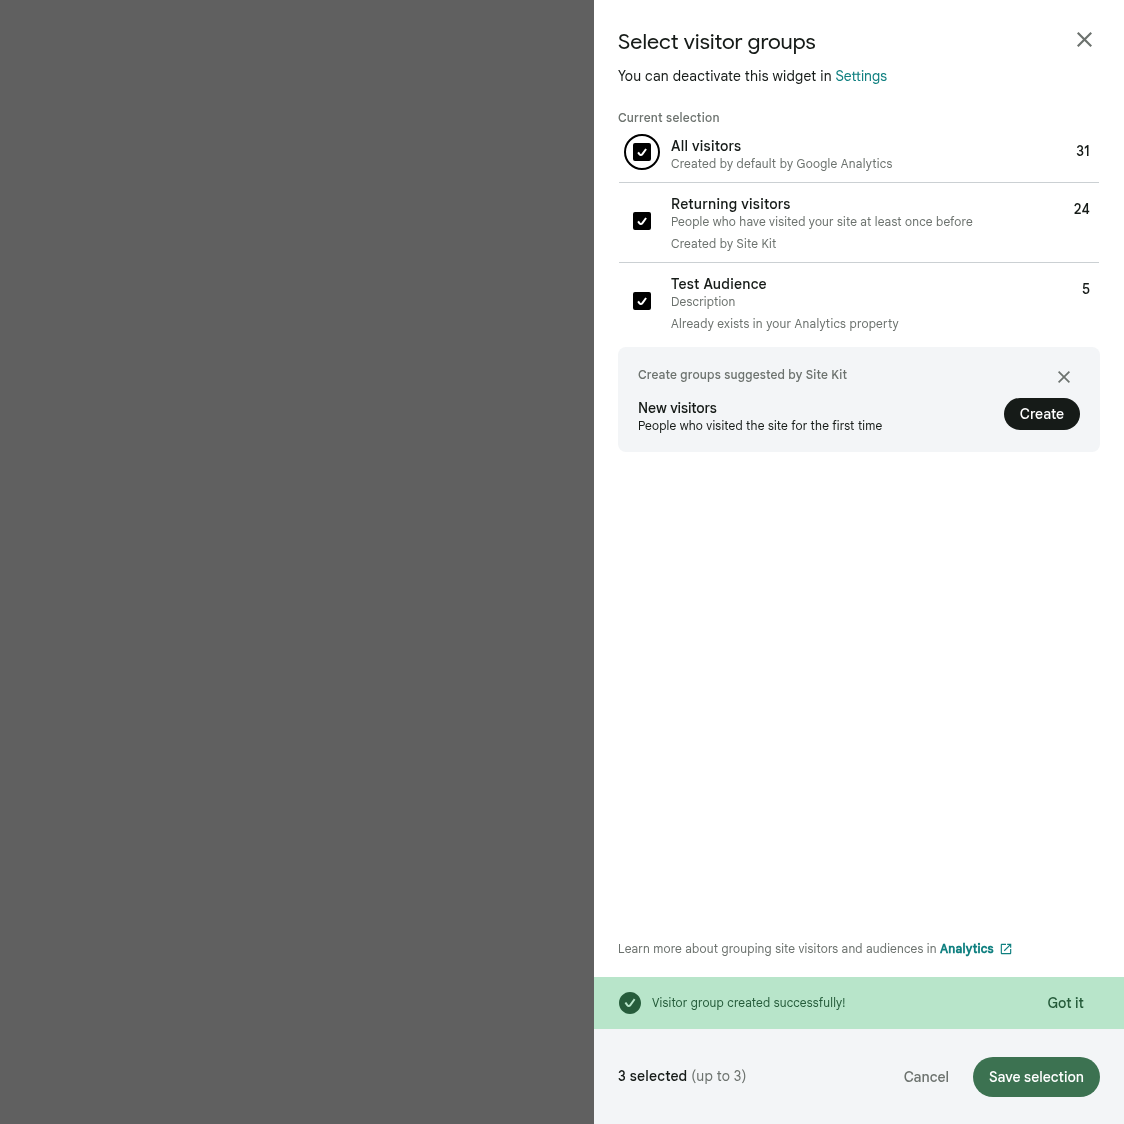 Select visitor groups
You can deactivate this widget in Settings
Current selection
All visitors
31
Created by default by Google Analytics
Returning visitors
24
People who have visited your site at least once before
Created by Site Kit
Test Audience
5
Description
Already exists in your Analytics property
Create groups suggested by Site Kit
New visitors
Create
People who visited the site for the first time
Learn more about grouping site visitors and audiences in Analytics
Visitor group created successfully!
Got it
3 selected (up to 3)
Cancel
Save selection